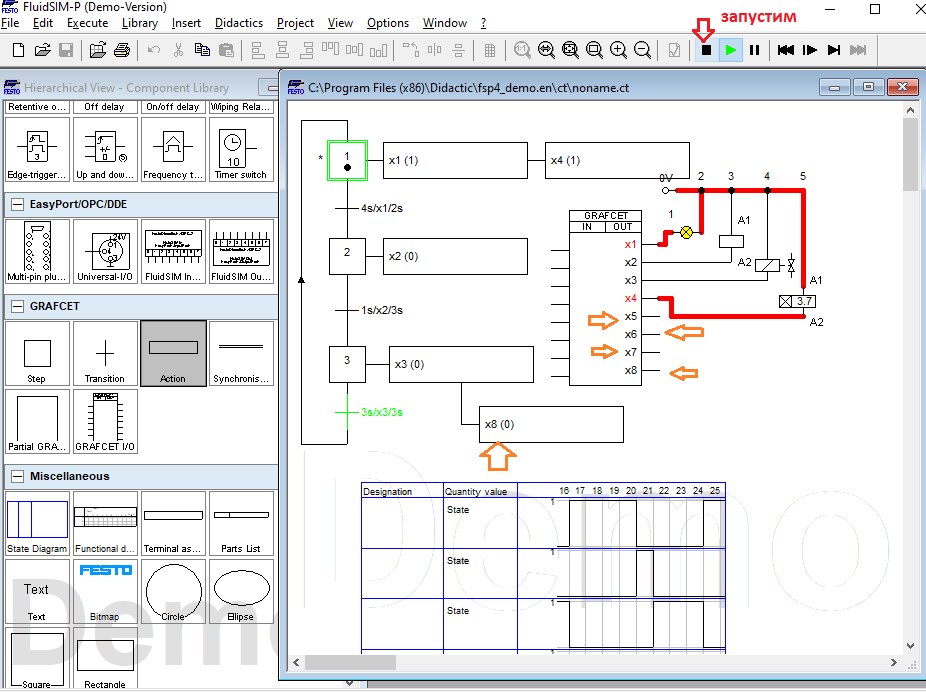 FESTO FluidSIM-P (Demo-Version)
File Edit Execute Library Insert Didactics Project View Options Window ?
запустим
FESTO Hierarchical View - Component Library
Retentive o... Off delay On/off delay Wiping Rela...
3 +/- 10
Edge-trigger... Up and dow... Frequency t... Timer switch
EasyPort/OPC/DDE
24V
Multi-pin plu... Universal-I/O FluidSIM In... FluidSIM Ou...
GRAFCET
Step Transition Action Synchronis...
Partial GRA... GRAFCET I/O
Miscellaneous
State Diagram Functional d... Terminal as... Parts List
Text FESTO
Text Bitmap Circle Ellipse
Square Rectangle
Demo
FESTO C:\Program Files (x86)\Didactic\fsp4_demo.en\ct\noname.ct
* 1 x1 (1) x4 (1)
4s/x1/2s
2 x2 (0)
1s/x2/3s
3 x3 (0)
3s/x3/3s
x8 (0)
0V 2 3 4 5
1 A1
A2
A1
3.7
A2
GRAFCET
IN OUT
x1
x2
x3
x4
x5
x6
x7
x8
Designation Quantity value 16 17 18 19 20 21 22 23 24 25
State 1
State 1
State 1
Demo